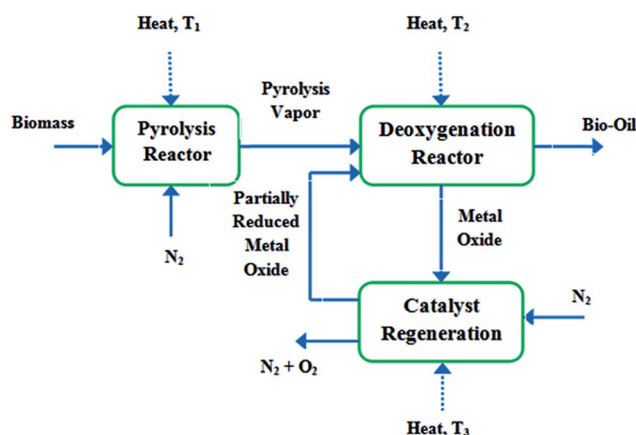 Heat, T1
Heat, T2
Biomass
Pyrolysis
Reactor
Pyrolysis
Vapor
Deoxygenation
Reactor
Bio-Oil
N2
Partially
Reduced
Metal
Oxide
Metal
Oxide
Catalyst
Regeneration
N2
N2 + O2
Heat, T3